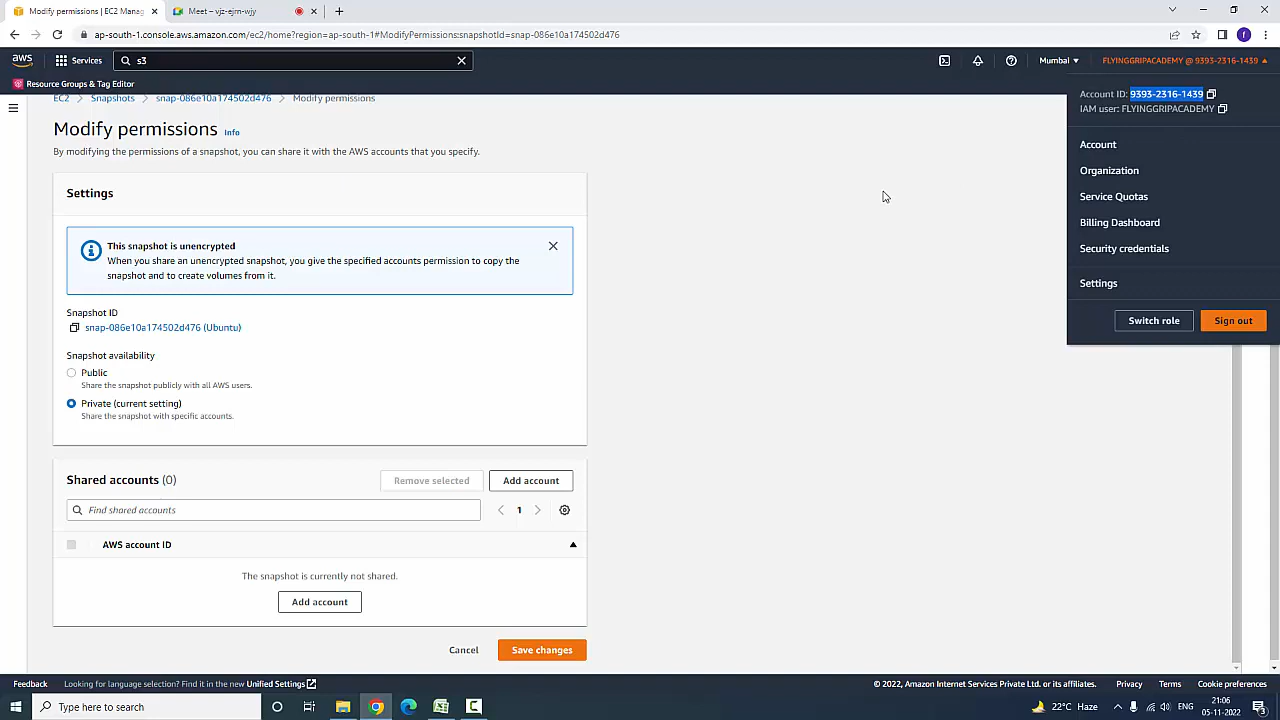 Modify permissions | EC2 Manag
Meet – vjz-ejrn-wjy
ap-south-1.console.aws.amazon.com/ec2/home?region=ap-south-1#ModifyPermissions:snapshotId=snap-086e10a174502d476
f
aws
Services
s3
Mumbai
FLYINGGRIPACADEMY @ 9393-2316-1439
Resource Groups & Tag Editor
Account ID: 9393-2316-1439
IAM user: FLYINGGRIPACADEMY
Account
Organization
Service Quotas
Billing Dashboard
Security credentials
Settings
Switch role
Sign out
EC2
Snapshots
snap-086e10a174502d476
Modify permissions
Modify permissions
Info
By modifying the permissions of a snapshot, you can share it with the AWS accounts that you specify.
Settings
This snapshot is unencrypted
When you share an unencrypted snapshot, you give the specified accounts permission to copy the
snapshot and to create volumes from it.
Snapshot ID
snap-086e10a174502d476 (Ubuntu)
Snapshot availability
Public
Share the snapshot publicly with all AWS users.
Private (current setting)
Share the snapshot with specific accounts.
Shared accounts (0)
Remove selected
Add account
Find shared accounts
1
AWS account ID
The snapshot is currently not shared.
Add account
Cancel
Save changes
Feedback
Looking for language selection? Find it in the new Unified Settings
© 2022, Amazon Internet Services Private Ltd. or its affiliates.
Privacy
Terms
Cookie preferences
Type here to search
22°C Haze
ENG
21:06
05-11-2022
3